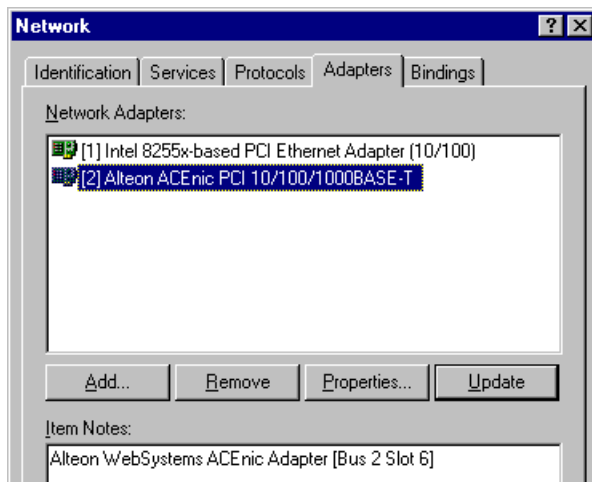 Network
Identification Services Protocols Adapters Bindings
Network Adapters:
[1] Intel 8255x-based PCI Ethernet Adapter (10/100)
[2] Alteon ACEnic PCI 10/100/1000BASE-T
Add... Remove Properties... Update
Item Notes:
Alteon WebSystems ACEnic Adapter [Bus 2 Slot 6]